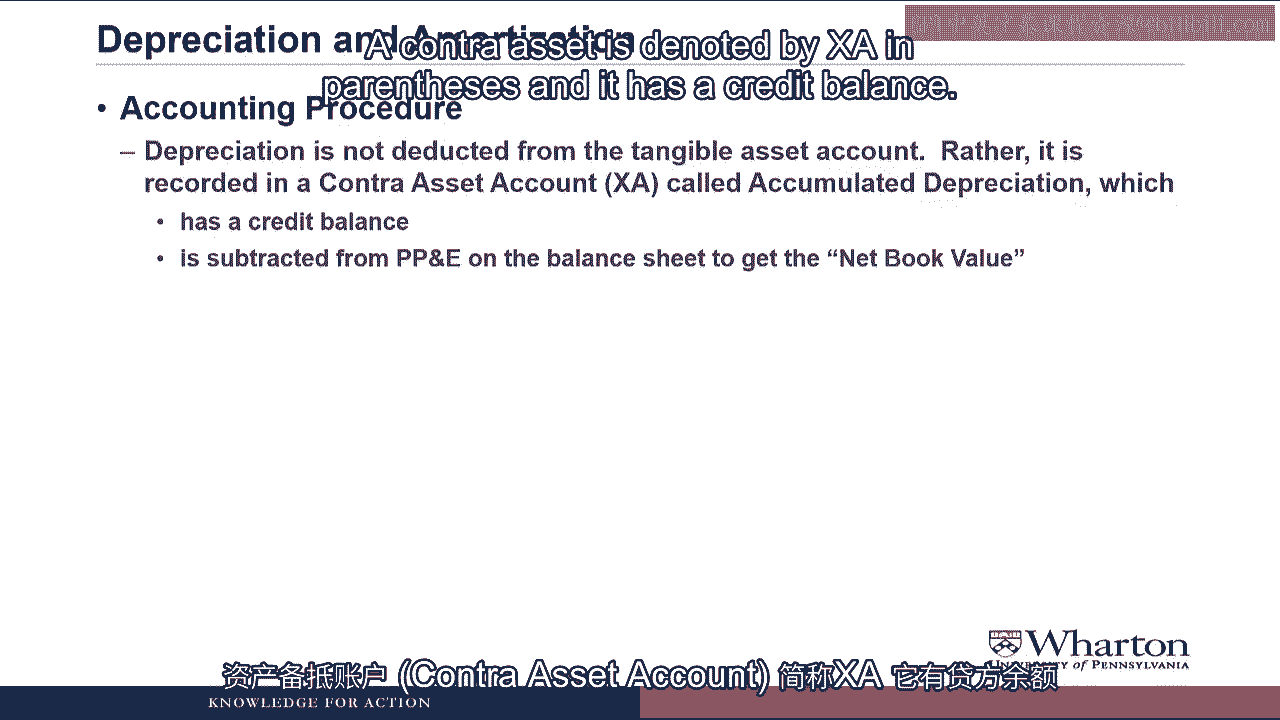 Depreciation and Amortization
A contra asset is denoted by XA in
parentheses and it has a credit balance.
• Accounting Procedure
– Depreciation is not deducted from the tangible asset account. Rather, it is
recorded in a Contra Asset Account (XA) called Accumulated Depreciation, which
• has a credit balance
• is subtracted from PP&E on the balance sheet to get the “Net Book Value”
Wharton
UNIVERSITY of PENNSYLVANIA
资产备抵账户 (Contra Asset Account) 简称XA 它有贷方余额
KNOWLEDGE FOR ACTION